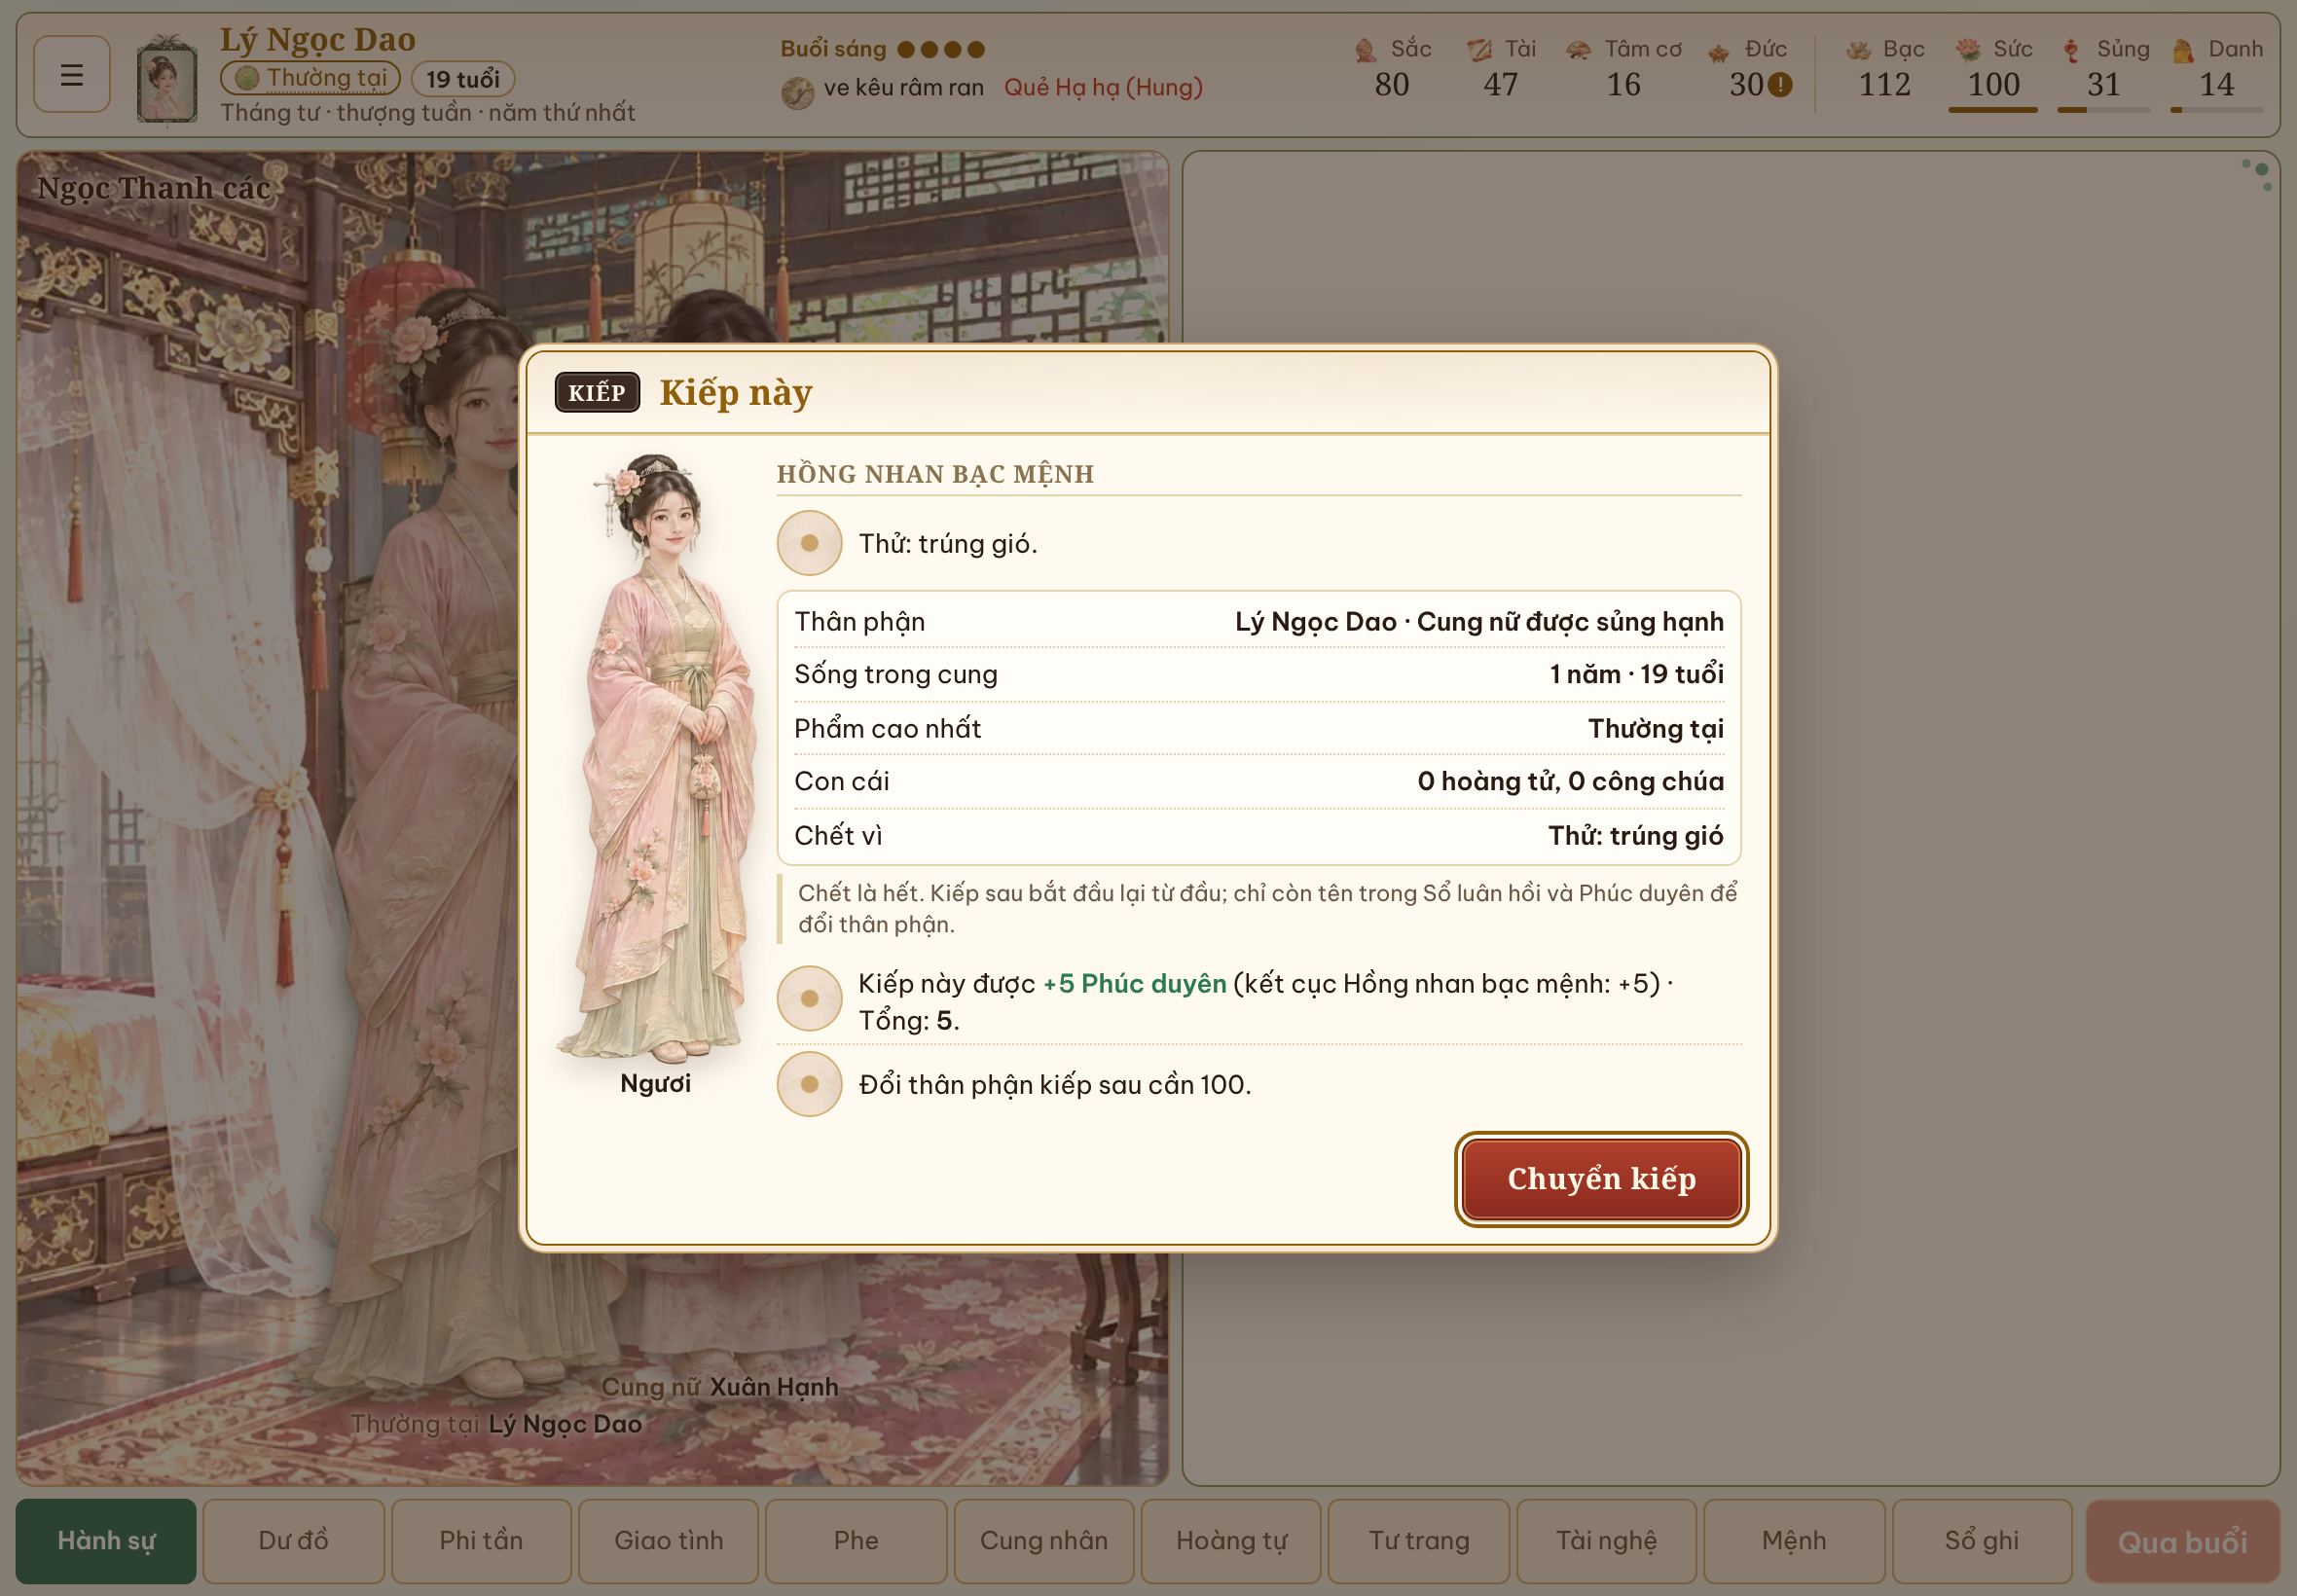 ☰
Lý Ngọc Dao
Thường tại
19 tuổi
Tháng tư · thượng tuần · năm thứ nhất
Buổi sáng
ve kêu râm ran Quẻ Hạ hạ (Hung)
Sắc
80
Tài
47
Tâm cơ
16
Đức
30 !
Bạc
112
Sức
100
Sủng
31
Danh
14
Ngọc Thanh các
KIẾP
Kiếp này
HỒNG NHAN BẠC MỆNH
Thử: trúng gió.
Thân phận Lý Ngọc Dao · Cung nữ được sủng hạnh
Sống trong cung 1 năm · 19 tuổi
Phẩm cao nhất Thường tại
Con cái 0 hoàng tử, 0 công chúa
Chết vì Thử: trúng gió
Chết là hết. Kiếp sau bắt đầu lại từ đầu; chỉ còn tên trong Sổ luân hồi và Phúc duyên để
đổi thân phận.
Kiếp này được +5 Phúc duyên (kết cục Hồng nhan bạc mệnh: +5) ·
Tổng: 5.
Đổi thân phận kiếp sau cần 100.
Ngươi
Chuyển kiếp
Cung nữ Xuân Hạnh
Thường tại Lý Ngọc Dao
Hành sự
Dư đồ
Phi tần
Giao tình
Phe
Cung nhân
Hoàng tự
Tư trang
Tài nghệ
Mệnh
Sổ ghi
Qua buổi